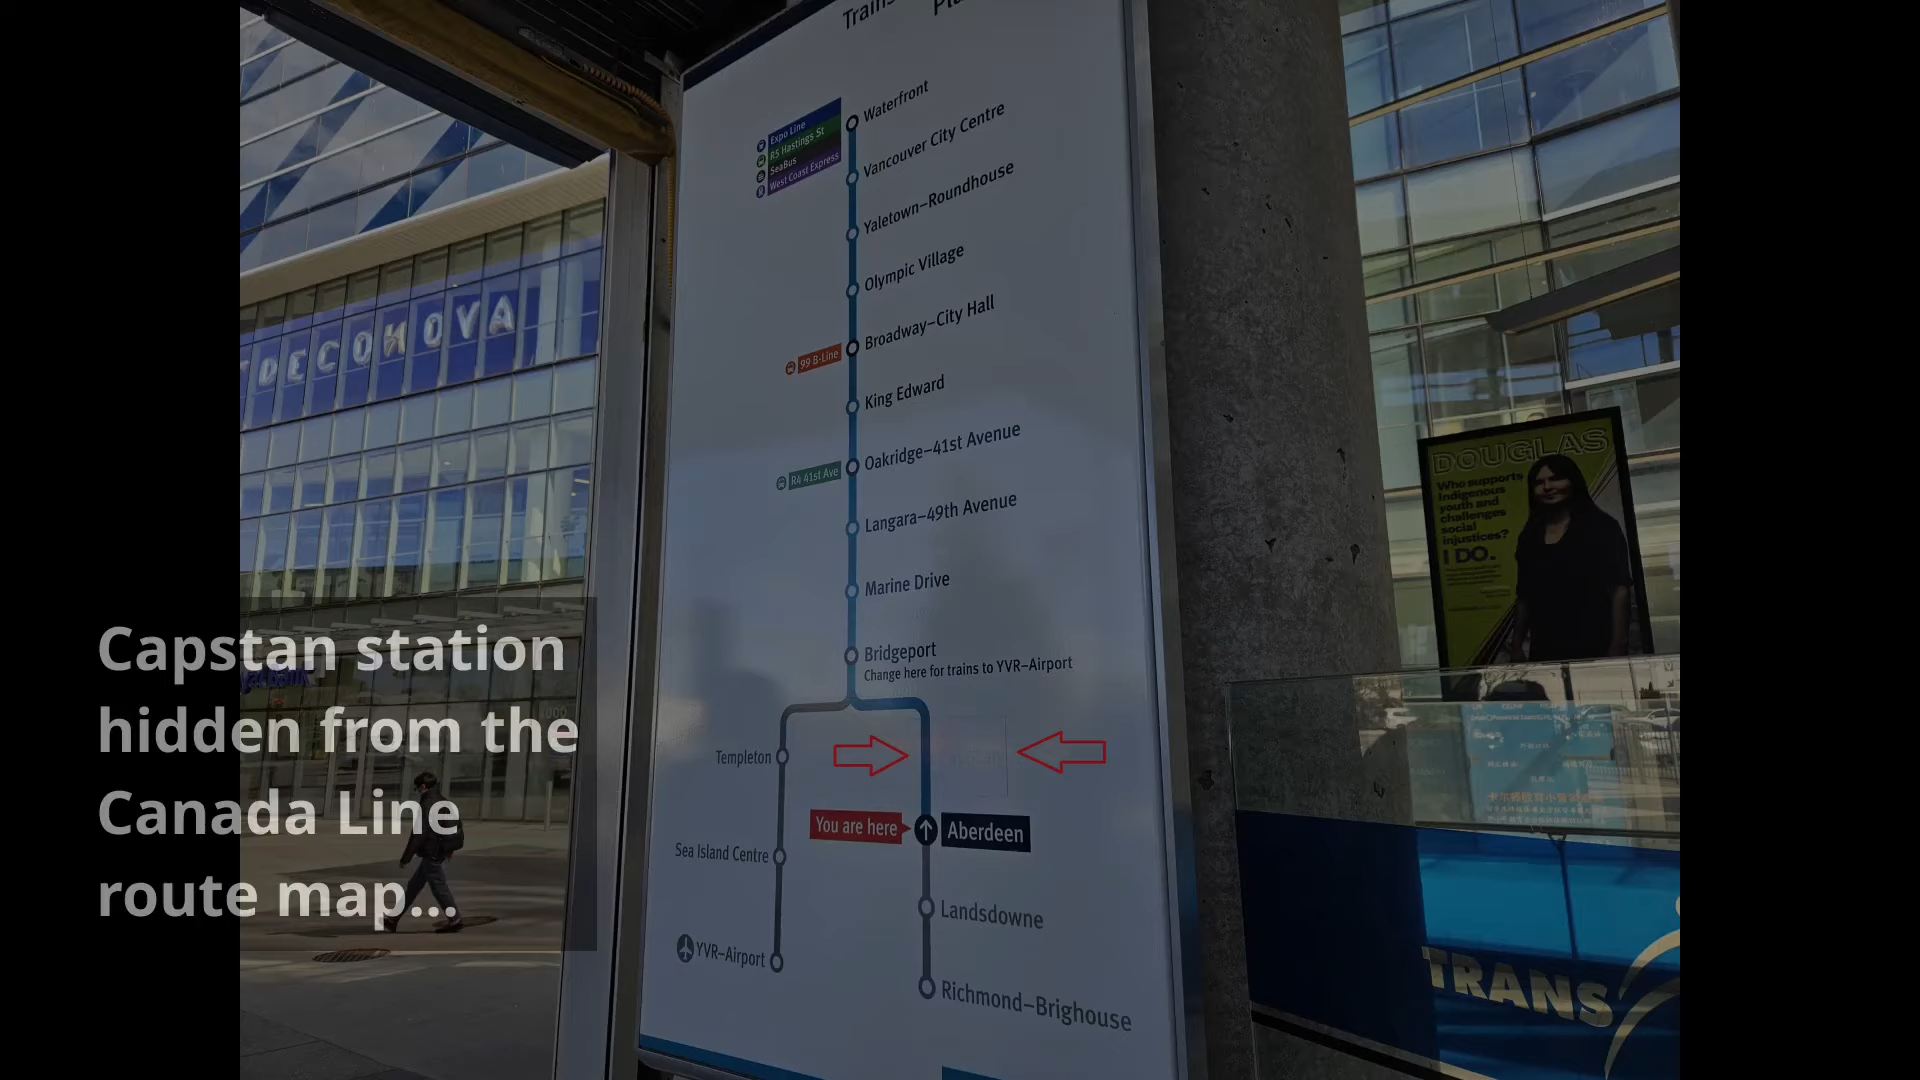 Trains
Waterfront
Expo Line
R5 Hastings St
SeaBus
West Coast Express
Vancouver City Centre
Yaletown–Roundhouse
Olympic Village
Broadway–City Hall
99 B-Line
King Edward
Oakridge–41st Avenue
R4 41st Ave
Langara–49th Avenue
Marine Drive
Bridgeport
Change here for trains to YVR–Airport
Templeton
You are here
Aberdeen
Sea Island Centre
Landsdowne
YVR–Airport
Richmond–Brighouse
DECONOVA
Capstan station
hidden from the
Canada Line
route map...
DOUGLAS
Who supports
Indigenous
youth and
challenges
social
injustices?
I DO.
TRANS